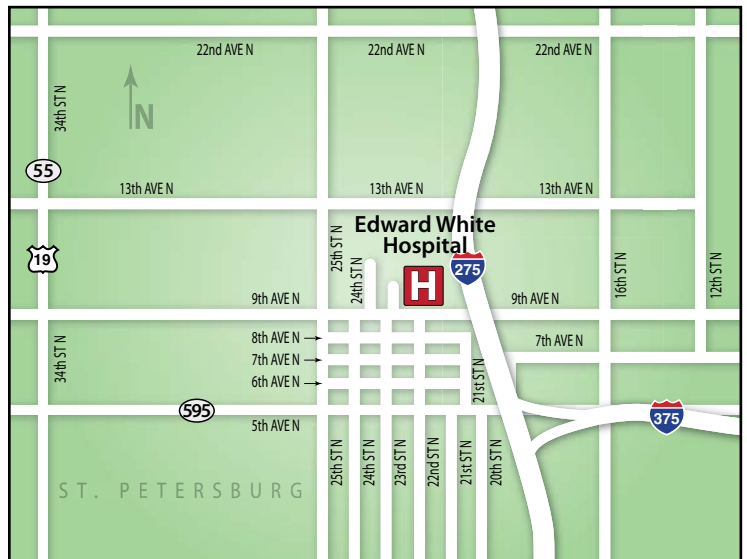 22nd AVE N
22nd AVE N
22nd AVE N
34th ST N
N
55
13th AVE N
13th AVE N
13th AVE N
Edward White
Hospital
25th ST N
24th ST N
H
19
275
16th ST N
12th ST N
9th AVE N
9th AVE N
8th AVE N
7th AVE N
7th AVE N
6th AVE N
34th ST N
21st ST N
595
375
5th AVE N
25th ST N
24th ST N
23rd ST N
22nd ST N
21st ST N
20th ST N
ST. PETERSBURG